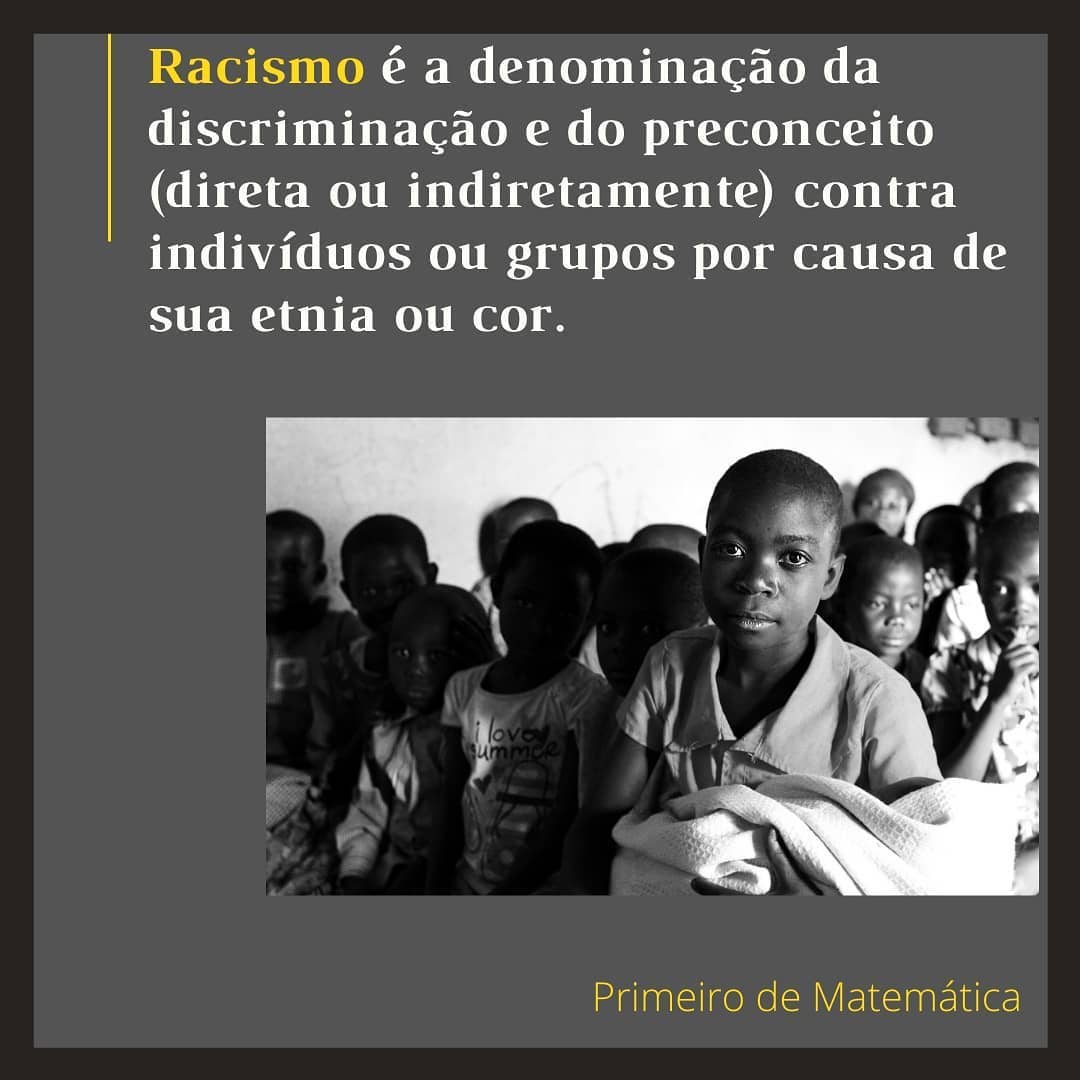 Racismo é a denominação da
discriminação e do preconceito
(direta ou indiretamente) contra
indivíduos ou grupos por causa de
sua etnia ou cor.
i love
summer
Primeiro de Matemática